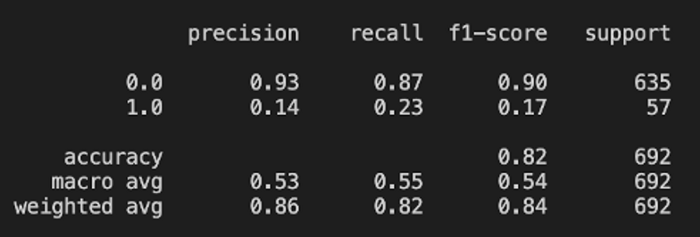 precision recall f1-score support
0.0 0.93 0.87 0.90 635
1.0 0.14 0.23 0.17 57
accuracy 0.82 692
macro avg 0.53 0.55 0.54 692
weighted avg 0.86 0.82 0.84 692